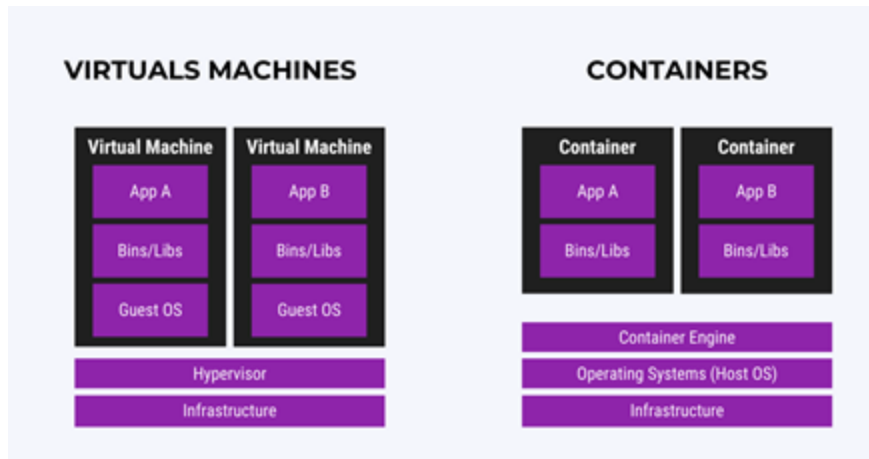 VIRTUALS MACHINES
Virtual Machine
App A
Bins/Libs
Guest OS
Virtual Machine
App B
Bins/Libs
Guest OS
Hypervisor
Infrastructure
CONTAINERS
Container
App A
Bins/Libs
Container
App B
Bins/Libs
Container Engine
Operating Systems (Host OS)
Infrastructure